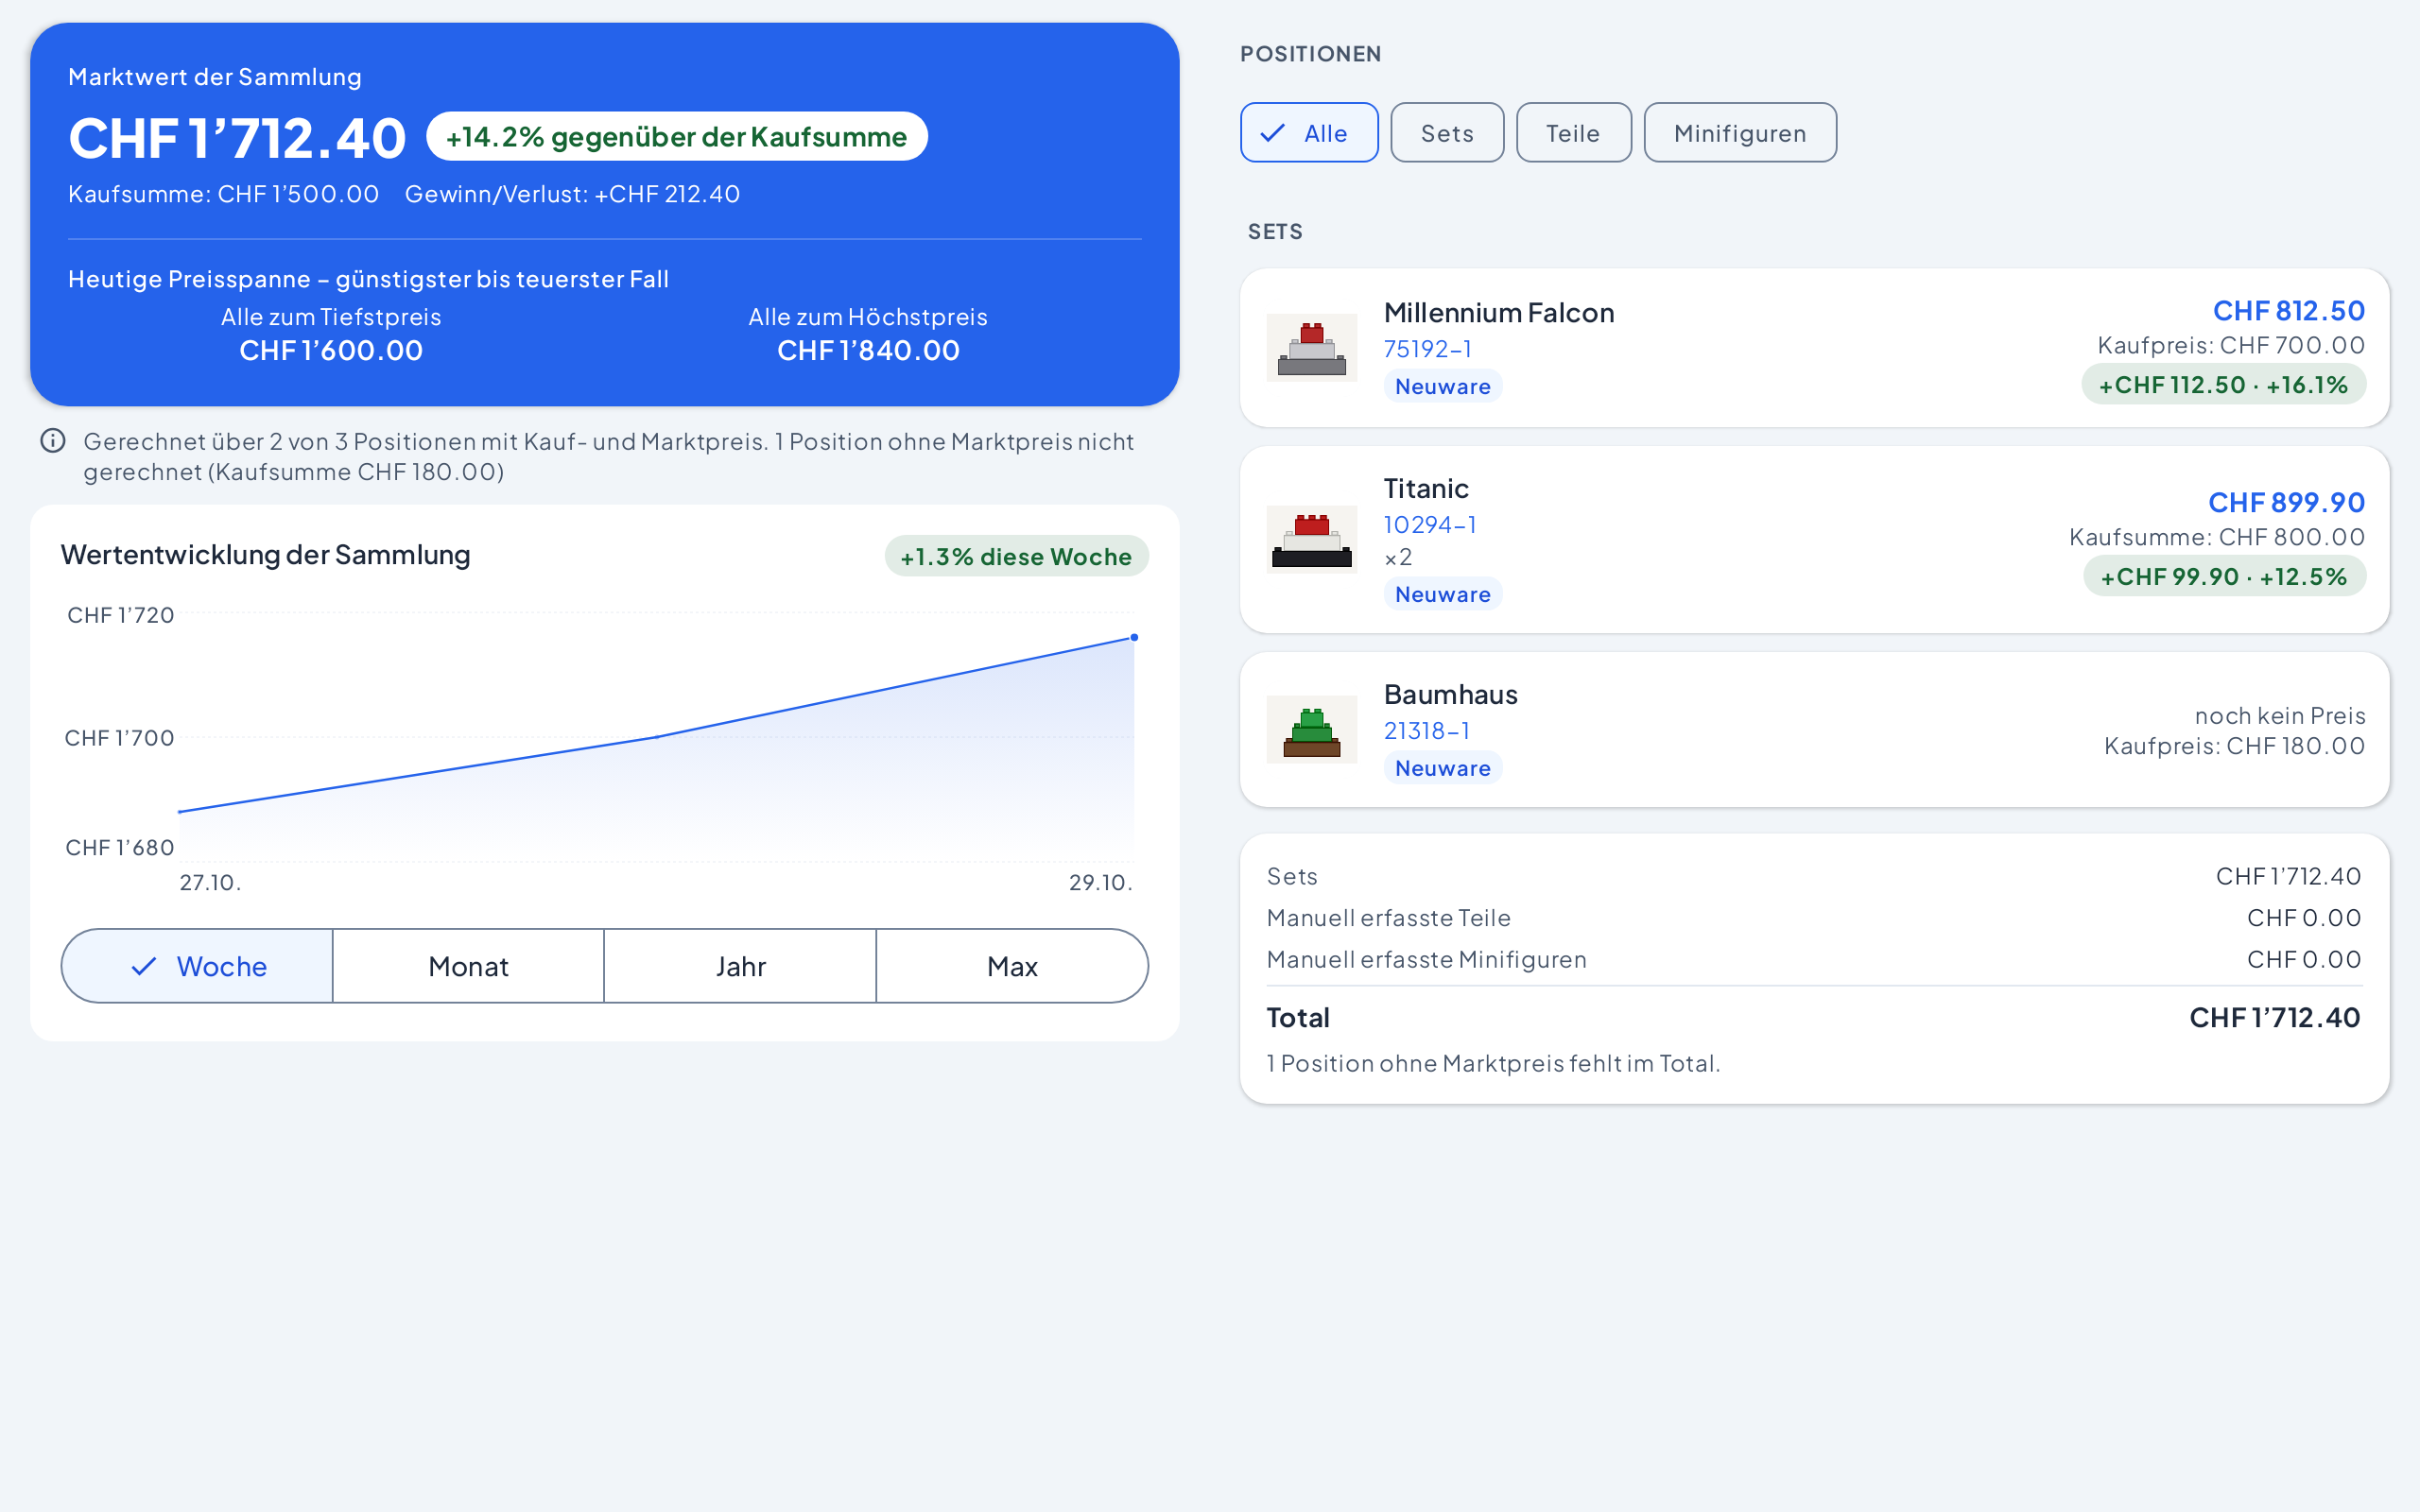 Marktwert der Sammlung
CHF 1’712.40
+14.2% gegenüber der Kaufsumme
Kaufsumme: CHF 1’500.00 Gewinn/Verlust: +CHF 212.40
Heutige Preisspanne – günstigster bis teuerster Fall
Alle zum Tiefstpreis
CHF 1’600.00
Alle zum Höchstpreis
CHF 1’840.00
Gerechnet über 2 von 3 Positionen mit Kauf- und Marktpreis. 1 Position ohne Marktpreis nicht
gerechnet (Kaufsumme CHF 180.00)
Wertentwicklung der Sammlung
+1.3% diese Woche
CHF 1’720
CHF 1’700
CHF 1’680
27.10.
29.10.
Woche
Monat
Jahr
Max
POSITIONEN
Alle
Sets
Teile
Minifiguren
SETS
Millennium Falcon
75192-1
Neuware
CHF 812.50
Kaufpreis: CHF 700.00
+CHF 112.50 · +16.1%
Titanic
10294-1
×2
Neuware
CHF 899.90
Kaufsumme: CHF 800.00
+CHF 99.90 · +12.5%
Baumhaus
21318-1
Neuware
noch kein Preis
Kaufpreis: CHF 180.00
Sets CHF 1’712.40
Manuell erfasste Teile CHF 0.00
Manuell erfasste Minifiguren CHF 0.00
Total CHF 1’712.40
1 Position ohne Marktpreis fehlt im Total.